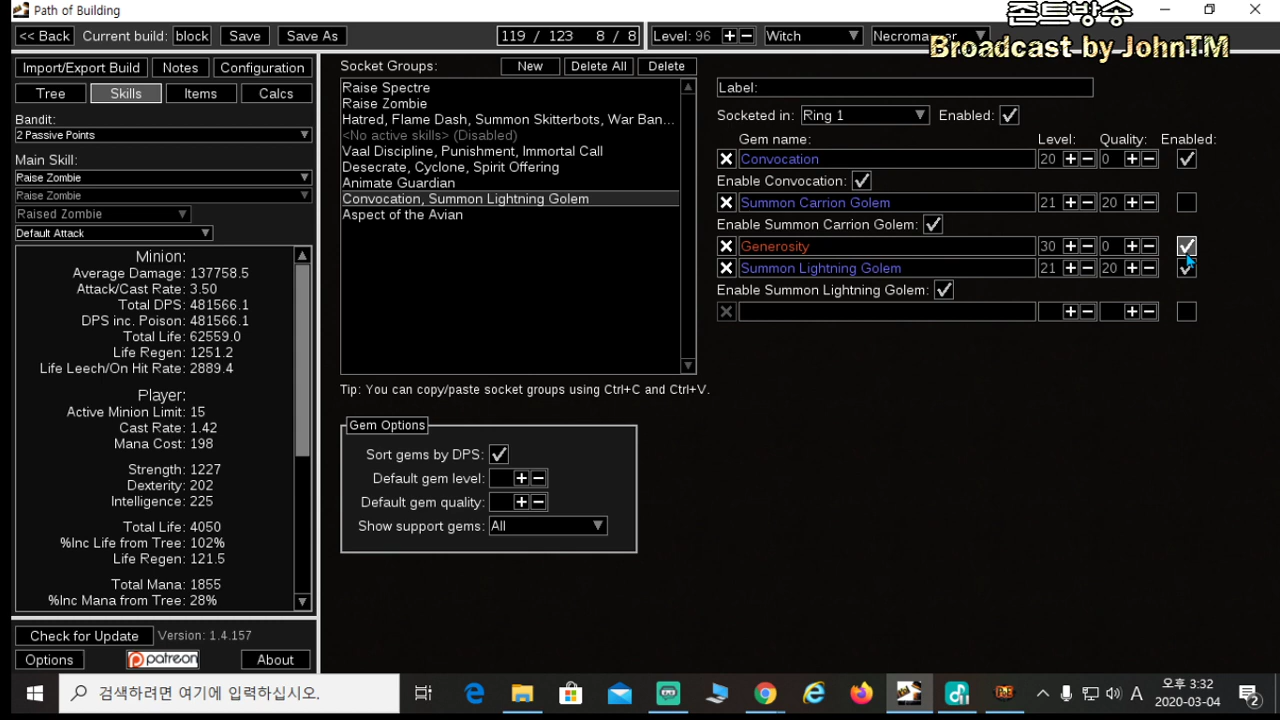 Path of Building
존트방송
<< Back Current build: block Save Save As 119 / 123 8 / 8 Level: 96 Witch
Broadcast by JohnTM
Import/Export Build Notes Configuration
Tree Skills Items Calcs
Bandit:
2 Passive Points
Main Skill:
Raise Zombie
Raise Zombie
Raised Zombie
Default Attack
Minion:
Average Damage: 137758.5
Attack/Cast Rate: 3.50
Total DPS: 481566.1
DPS inc. Poison: 481566.1
Total Life: 62559.0
Life Regen: 1251.2
Life Leech/On Hit Rate: 2889.4
Player:
Active Minion Limit: 15
Cast Rate: 1.42
Mana Cost: 198
Strength: 1227
Dexterity: 202
Intelligence: 225
Total Life: 4050
%Inc Life from Tree: 102%
Life Regen: 121.5
Total Mana: 1855
%Inc Mana from Tree: 28%
Check for Update Version: 1.4.157
Options patreon About
Socket Groups: New Delete All Delete
Raise Spectre
Raise Zombie
Hatred, Flame Dash, Summon Skitterbots, War Ban...
<No active skills> (Disabled)
Vaal Discipline, Punishment, Immortal Call
Desecrate, Cyclone, Spirit Offering
Animate Guardian
Convocation, Summon Lightning Golem
Aspect of the Avian
Tip: You can copy/paste socket groups using Ctrl+C and Ctrl+V.
Gem Options
Sort gems by DPS:
Default gem level:
Default gem quality:
Show support gems: All
Label:
Socketed in: Ring 1 Enabled:
Gem name: Level: Quality: Enabled:
Convocation 20 0
Enable Convocation:
Summon Carrion Golem 21 20
Enable Summon Carrion Golem:
Generosity 30 0
Summon Lightning Golem 21 20
Enable Summon Lightning Golem:
검색하려면 여기에 입력하십시오.
A 오후 3:32
2020-03-04
2